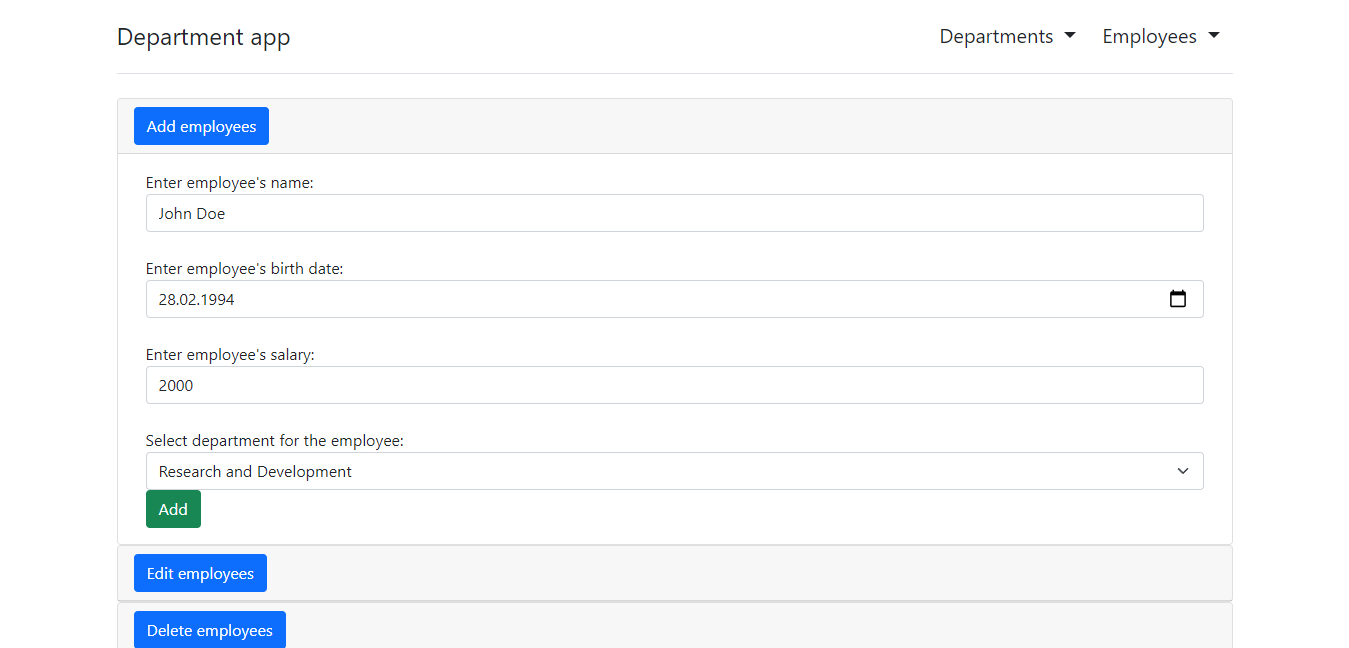 Department app
Departments Employees
Add employees
Enter employee's name:
John Doe
Enter employee's birth date:
28.02.1994
Enter employee's salary:
2000
Select department for the employee:
Research and Development
Add
Edit employees
Delete employees